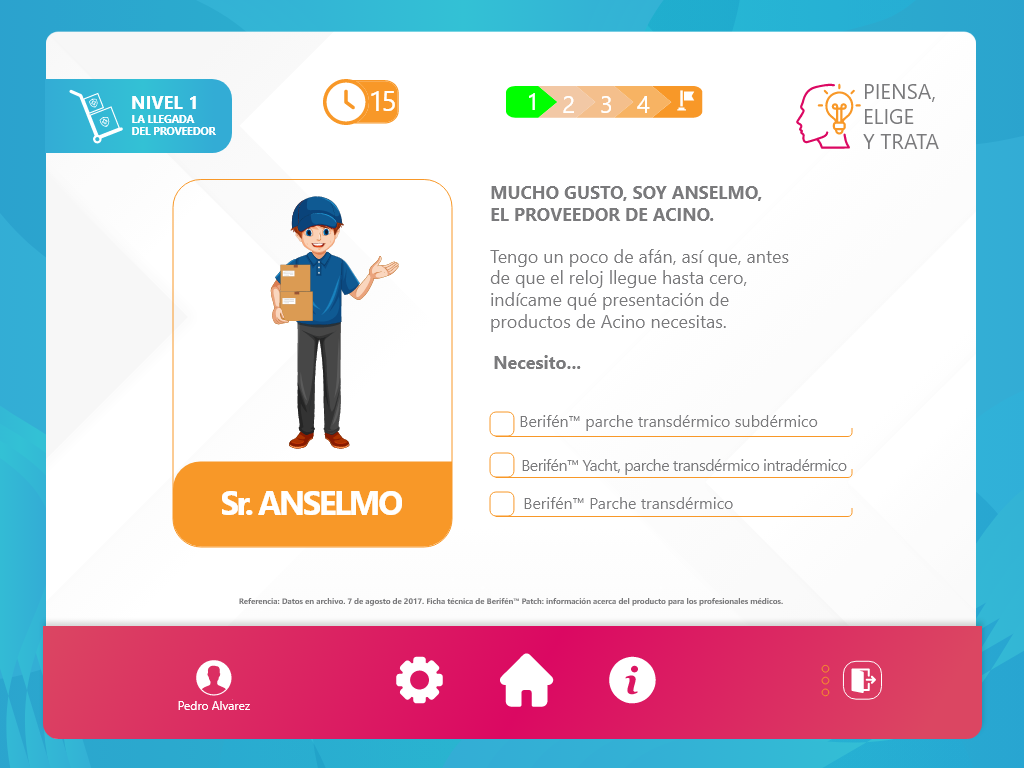 NIVEL 1
LA LLEGADA
DEL PROVEEDOR
15
1 2 3 4
PIENSA,
ELIGE
Y TRATA
MUCHO GUSTO, SOY ANSELMO,
EL PROVEEDOR DE ACINO.
Tengo un poco de afán, así que, antes
de que el reloj llegue hasta cero,
indícame qué presentación de
productos de Acino necesitas.
Necesito...
Berifén™ parche transdérmico subdérmico
Berifén™ Yacht, parche transdérmico intradérmico
Berifén™ Parche transdérmico
Sr. ANSELMO
Referencia: Datos en archivo. 7 de agosto de 2017. Ficha técnica de Berifén™ Patch: información acerca del producto para los profesionales médicos.
Pedro Alvarez